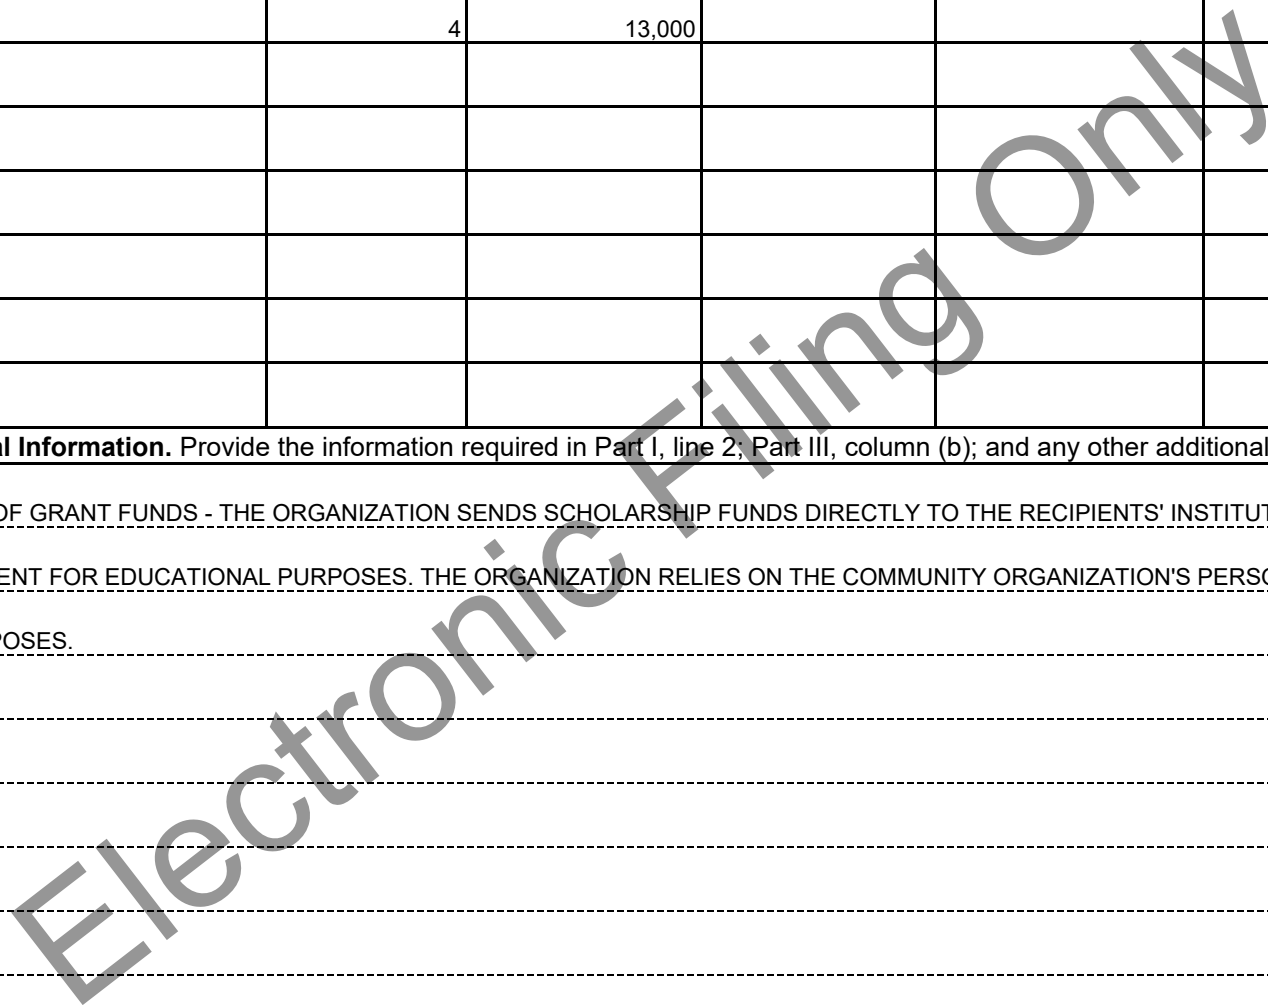 4 13,000
al Information. Provide the information required in Part I, line 2; Part III, column (b); and any other additional
OF GRANT FUNDS - THE ORGANIZATION SENDS SCHOLARSHIP FUNDS DIRECTLY TO THE RECIPIENTS' INSTITUT
ENT FOR EDUCATIONAL PURPOSES. THE ORGANIZATION RELIES ON THE COMMUNITY ORGANIZATION'S PERSO
POSES.
Electronic Filing Only